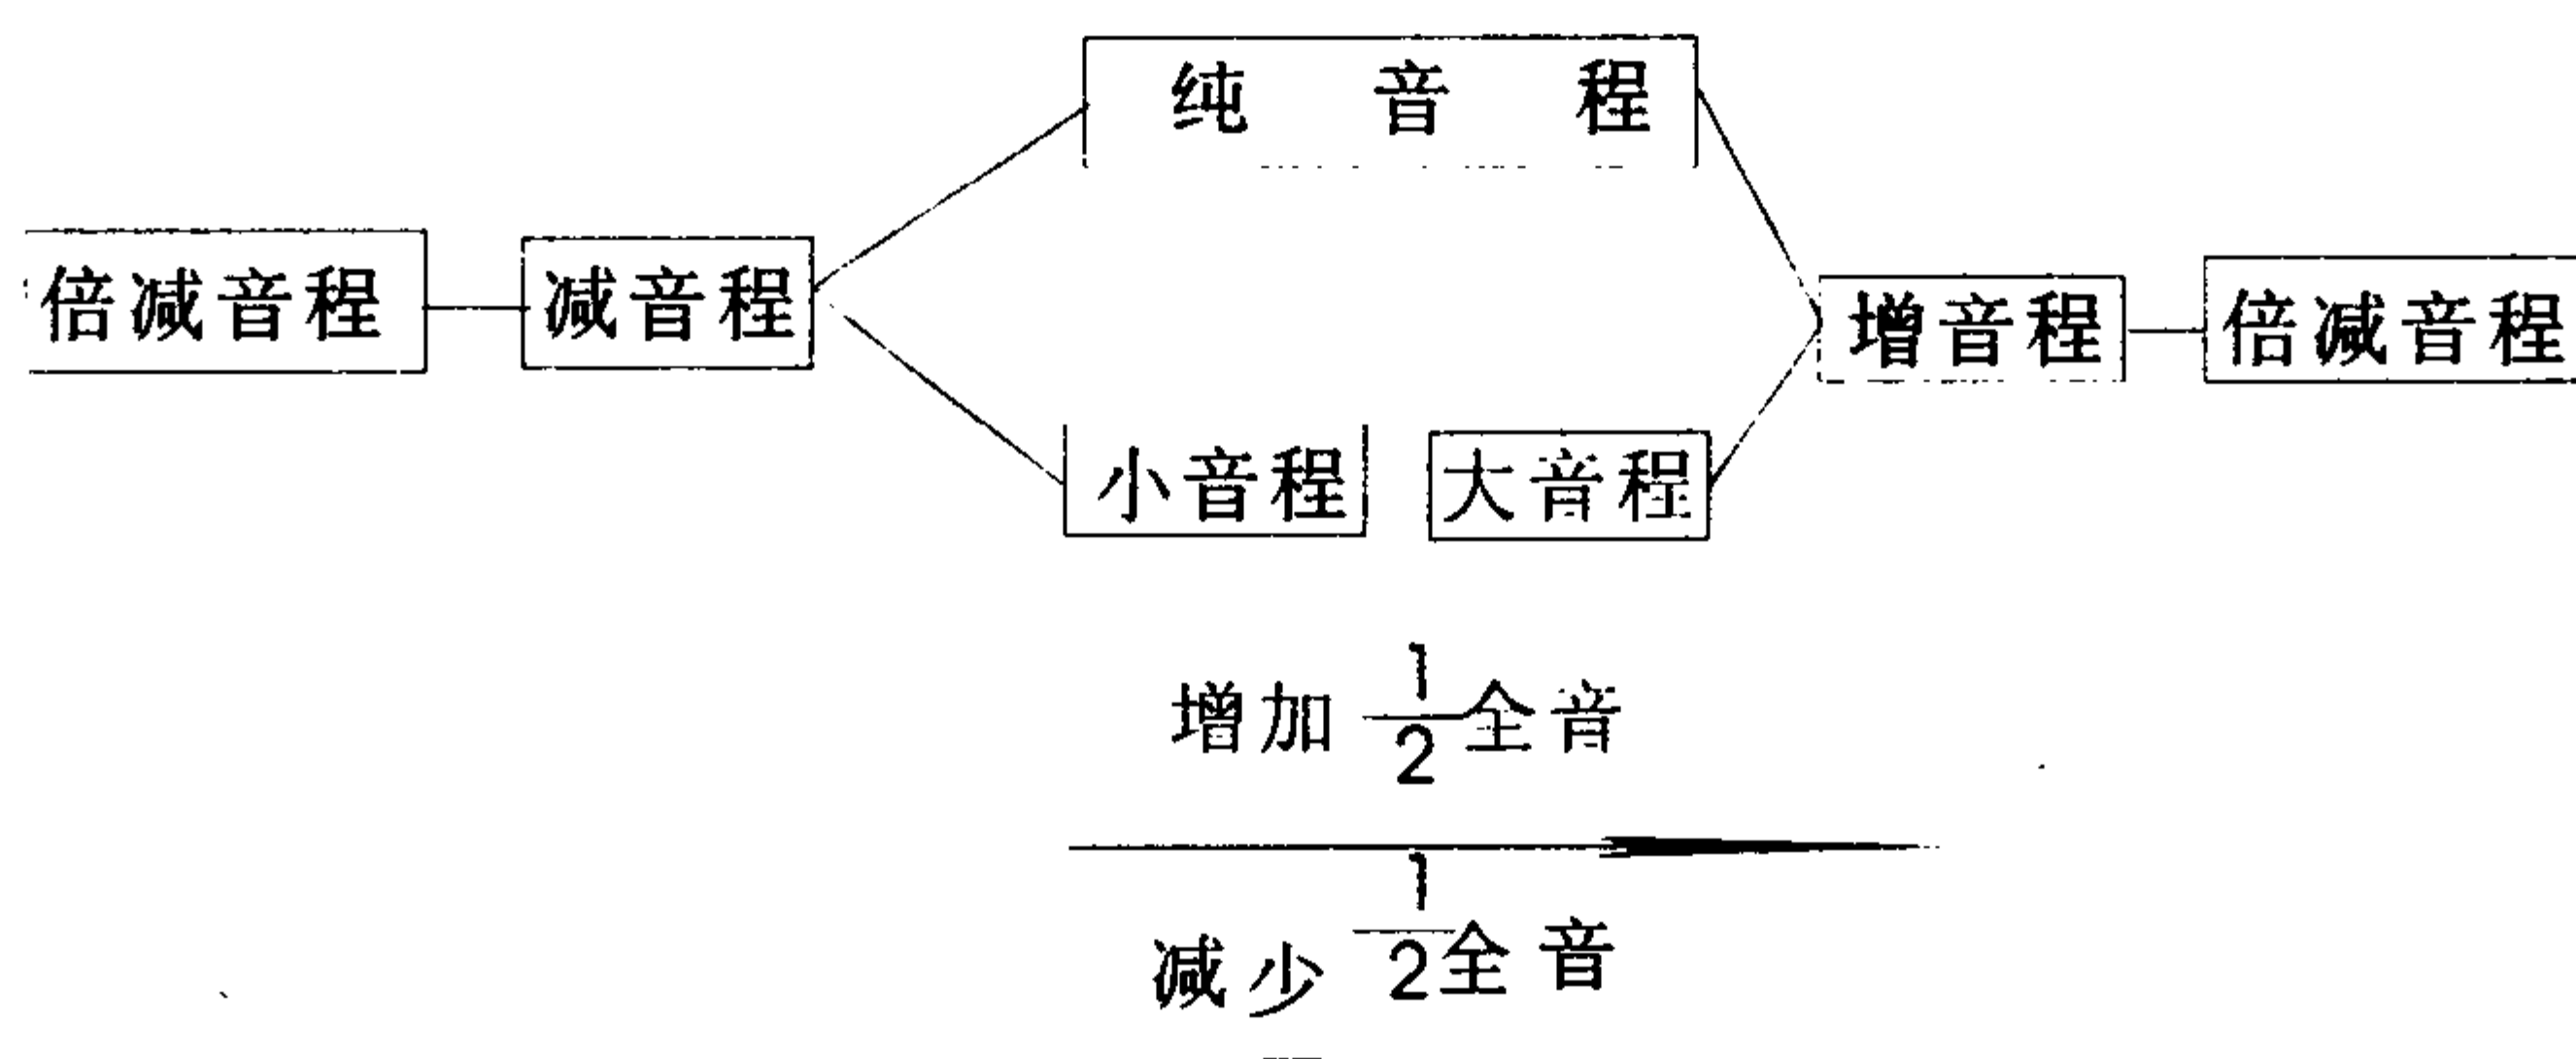 纯音程
倍减音程
减音程
增音程
倍减音程
小音程
大音程
增加 1/2 全音
减少 1/2 全音